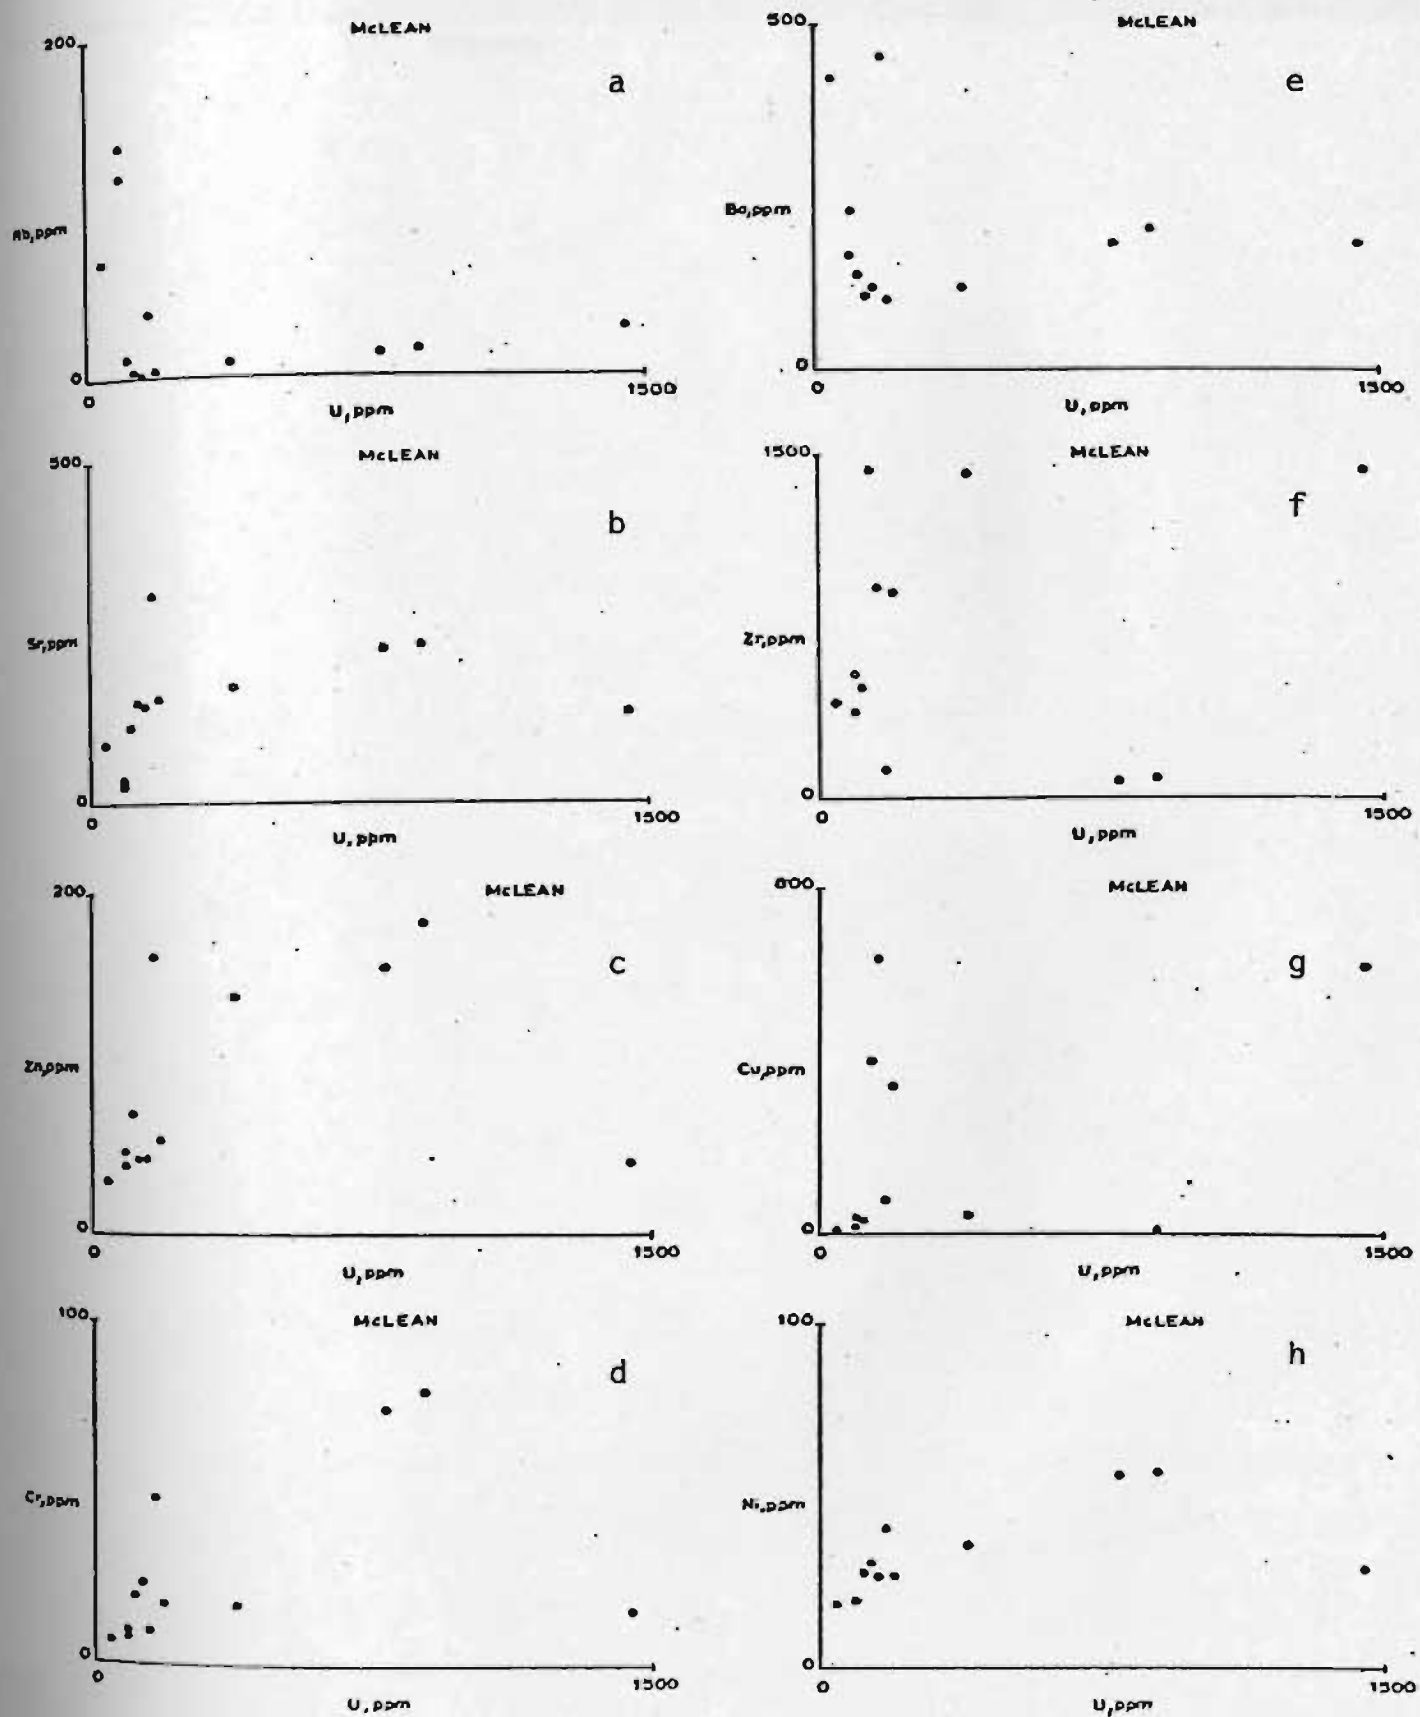 McLEAN
200
a
Rb,ppm
0
0
1500
U,ppm
McLEAN
500
b
Sr,ppm
0
0
1500
U,ppm
McLEAN
200
c
Zn,ppm
0
0
1500
U,ppm
McLEAN
100
d
Cr,ppm
0
0
1500
U,ppm
McLEAN
500
e
Ba,ppm
0
0
1500
U,ppm
McLEAN
1500
f
Zr,ppm
0
0
1500
U,ppm
McLEAN
800
g
Cu,ppm
0
0
1500
U,ppm
McLEAN
100
h
Ni,ppm
0
0
1500
U,ppm